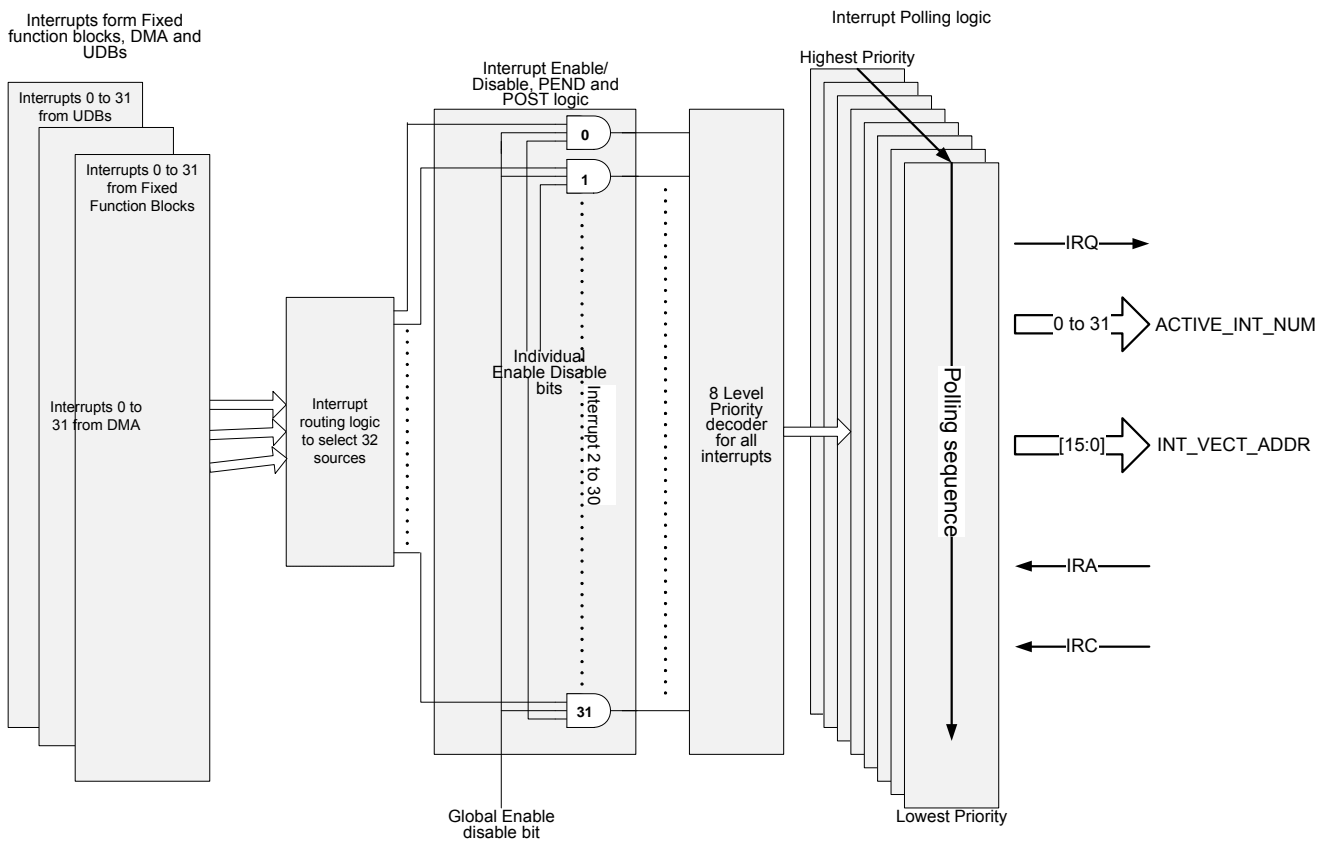 Interrupts form Fixed
function blocks, DMA and
UDBs
Interrupts 0 to 31
from UDBs
Interrupts 0 to 31
from Fixed
Function Blocks
Interrupts 0 to
31 from DMA
Interrupt
routing logic
to select 32
sources
Interrupt Enable/
Disable, PEND and
POST logic
0
1
Individual
Enable Disable
bits
Interrupt 2 to 30
31
Global Enable
disable bit
8 Level
Priority
decoder
for all
interrupts
Interrupt Polling logic
Highest Priority
Polling sequence
Lowest Priority
IRQ
0 to 31 ACTIVE_INT_NUM
[15:0] INT_VECT_ADDR
IRA
IRC